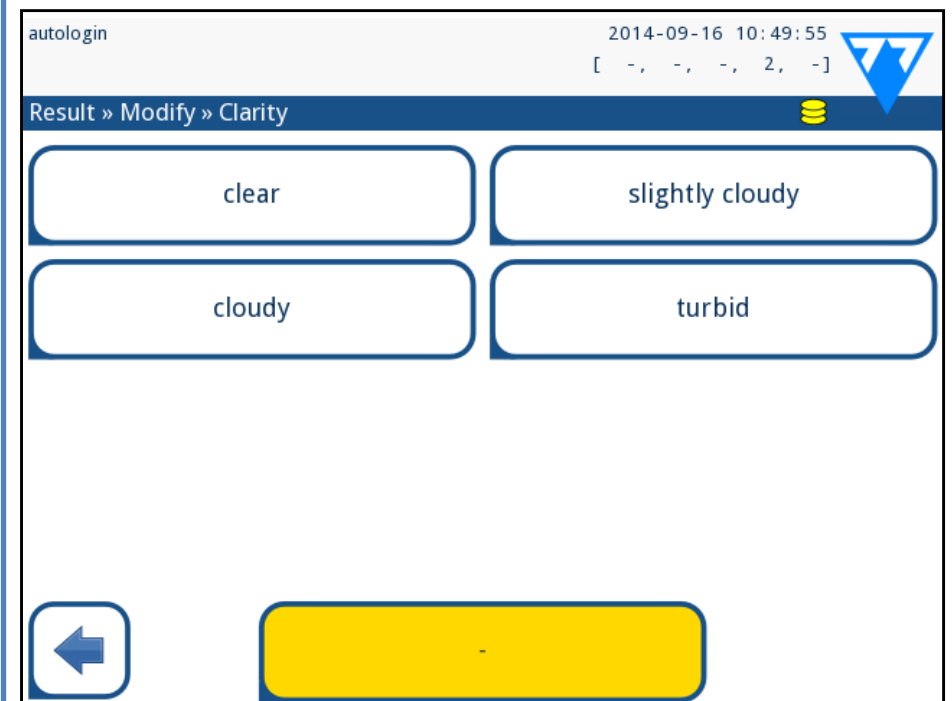 autologin
2014-09-16 10:49:55
[ -, -, -, 2, -]
Result » Modify » Clarity
clear
slightly cloudy
cloudy
turbid
-